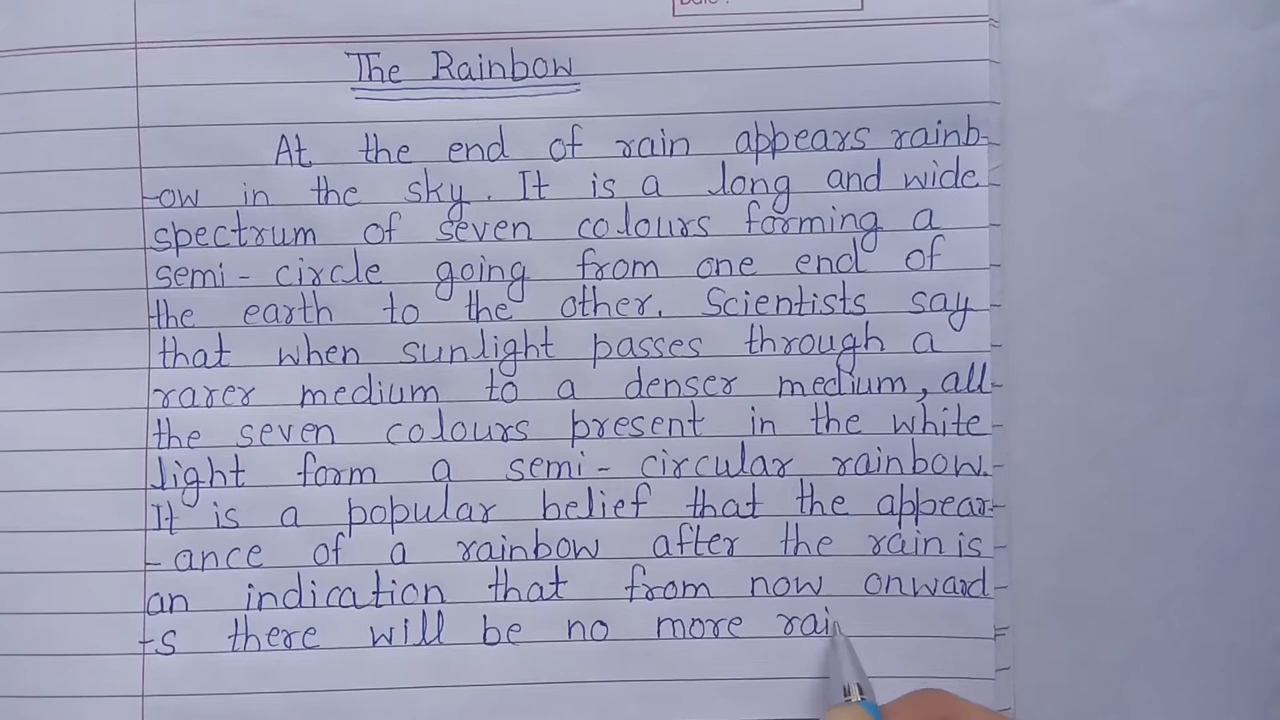 The Rainbow
At the end of rain appears rainb-
-ow in the sky. It is a long and wide
spectrum of seven colours forming a
semi-circle going from one end of
the earth to the other. Scientists say
that when sunlight passes through a
rarer medium to a denser medium, all
the seven colours present in the white
light form a semi-circular rainbow.
It is a popular belief that the appear-
-ance of a rainbow after the rain is
an indication that from now onward-
-s there will be no more rai